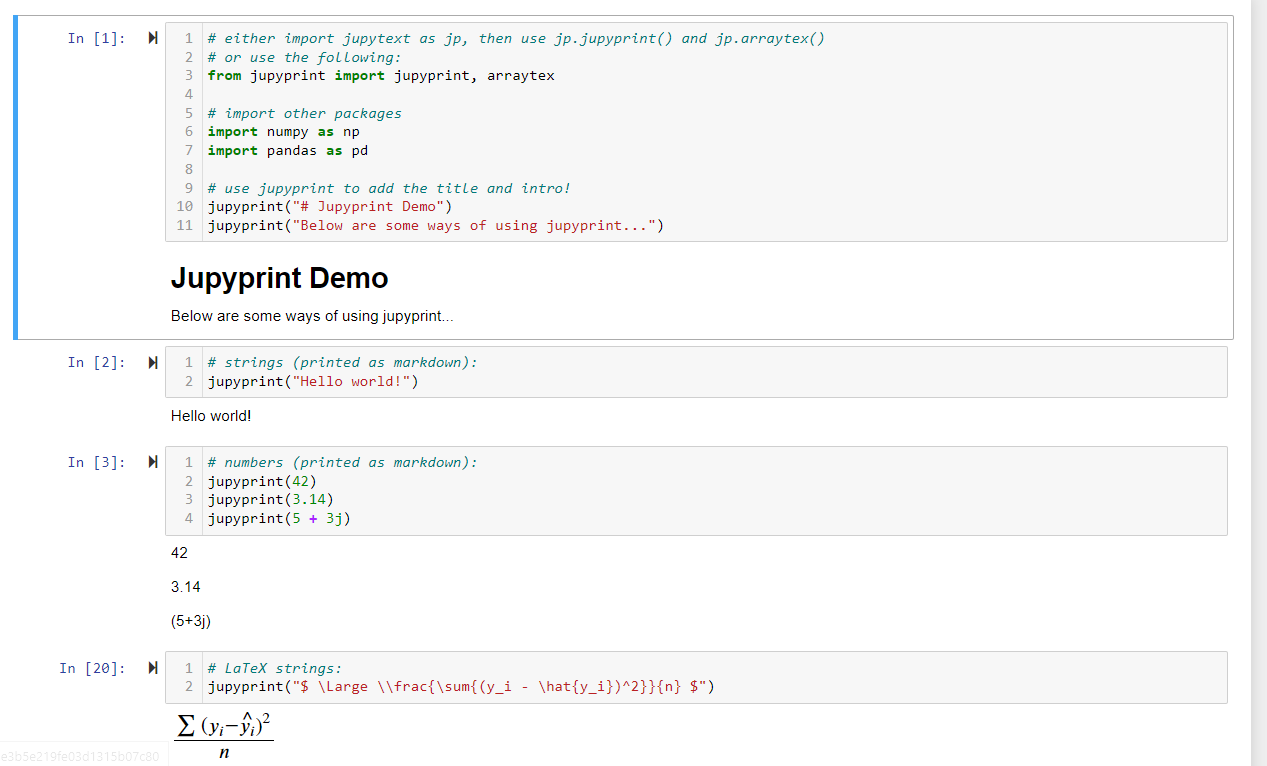 In [1]:
1 # either import jupytext as jp, then use jp.jupyprint() and jp.arraytex()
2 # or use the following:
3 from jupyprint import jupyprint, arraytex
4
5 # import other packages
6 import numpy as np
7 import pandas as pd
8
9 # use jupyprint to add the title and intro!
10 jupyprint("# Jupyprint Demo")
11 jupyprint("Below are some ways of using jupyprint...")
Jupyprint Demo
Below are some ways of using jupyprint...
In [2]:
1 # strings (printed as markdown):
2 jupyprint("Hello world!")
Hello world!
In [3]:
1 # numbers (printed as markdown):
2 jupyprint(42)
3 jupyprint(3.14)
4 jupyprint(5 + 3j)
42
3.14
(5+3j)
In [20]:
1 # LaTeX strings:
2 jupyprint("$ \Large \\frac{\sum{(y_i - \hat{y_i})^2}}{n} $")
∑(yᵢ−ŷᵢ)²
n
e3b5e219fe03d1315b07c80